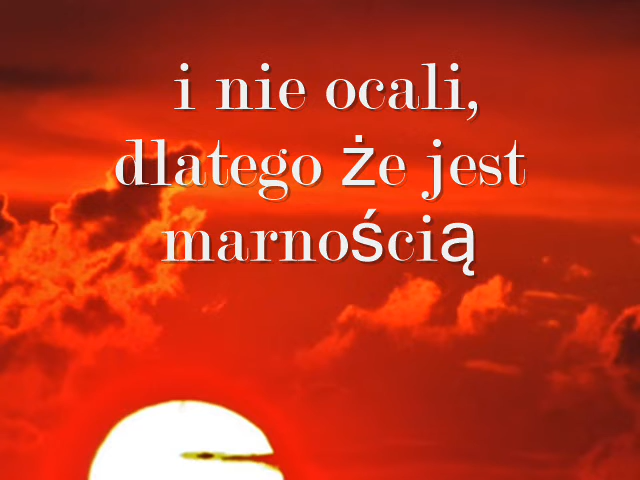 i nie ocali,
dlatego że jest
marnością